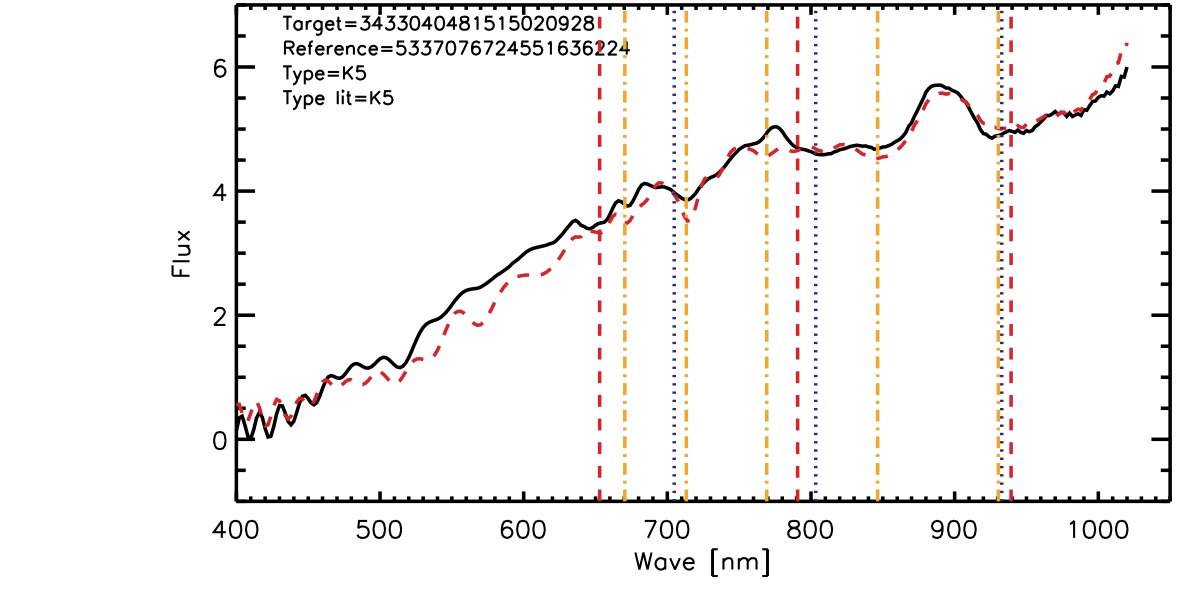 Target=3433040481515020928
Reference=5337076724551636224
Type=K5
Type lit=K5
6
4
2
0
Flux
400 500 600 700 800 900 1000
Wave [nm]